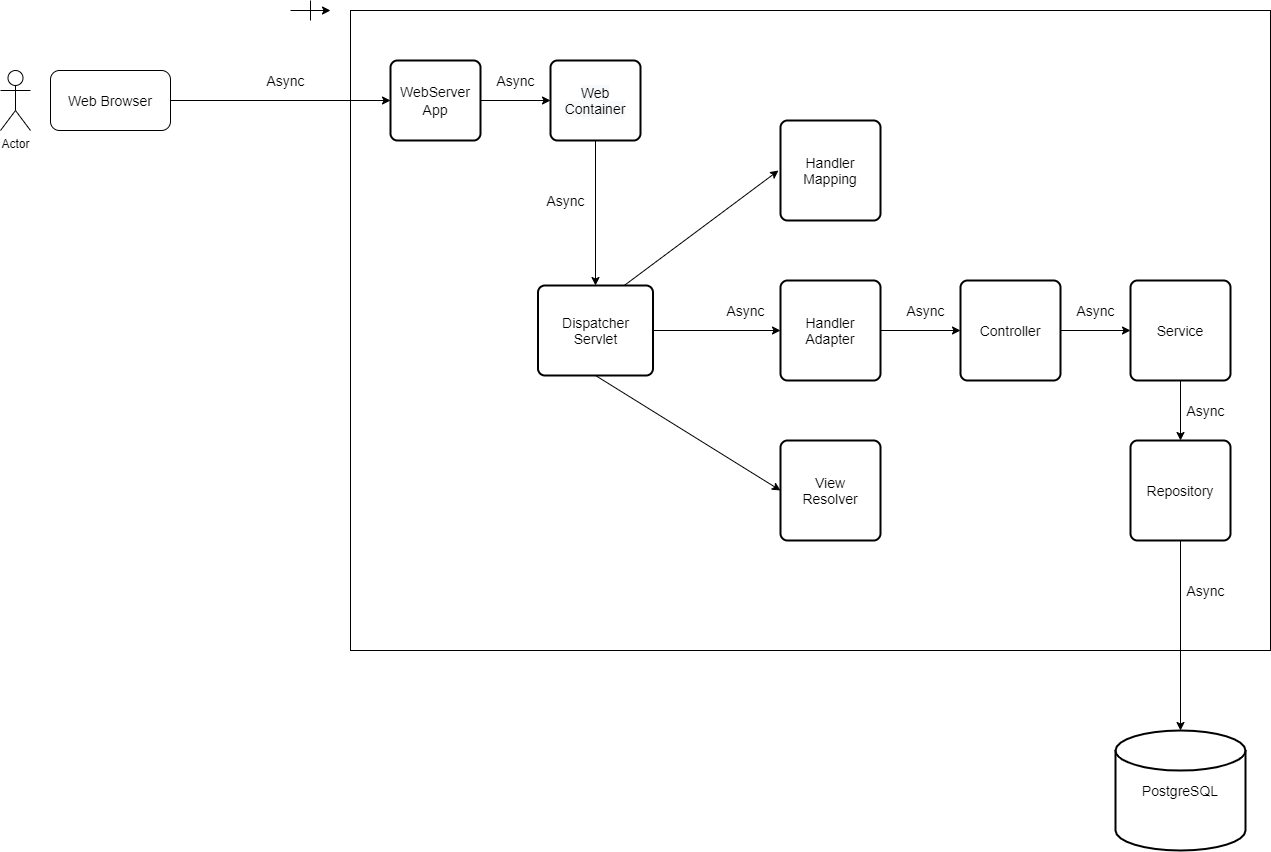 Async
Async
Web Browser
WebServer
App
Web
Container
Actor
Handler
Mapping
Async
Async
Async
Async
Dispatcher
Servlet
Handler
Adapter
Controller
Service
Async
View
Resolver
Repository
Async
PostgreSQL